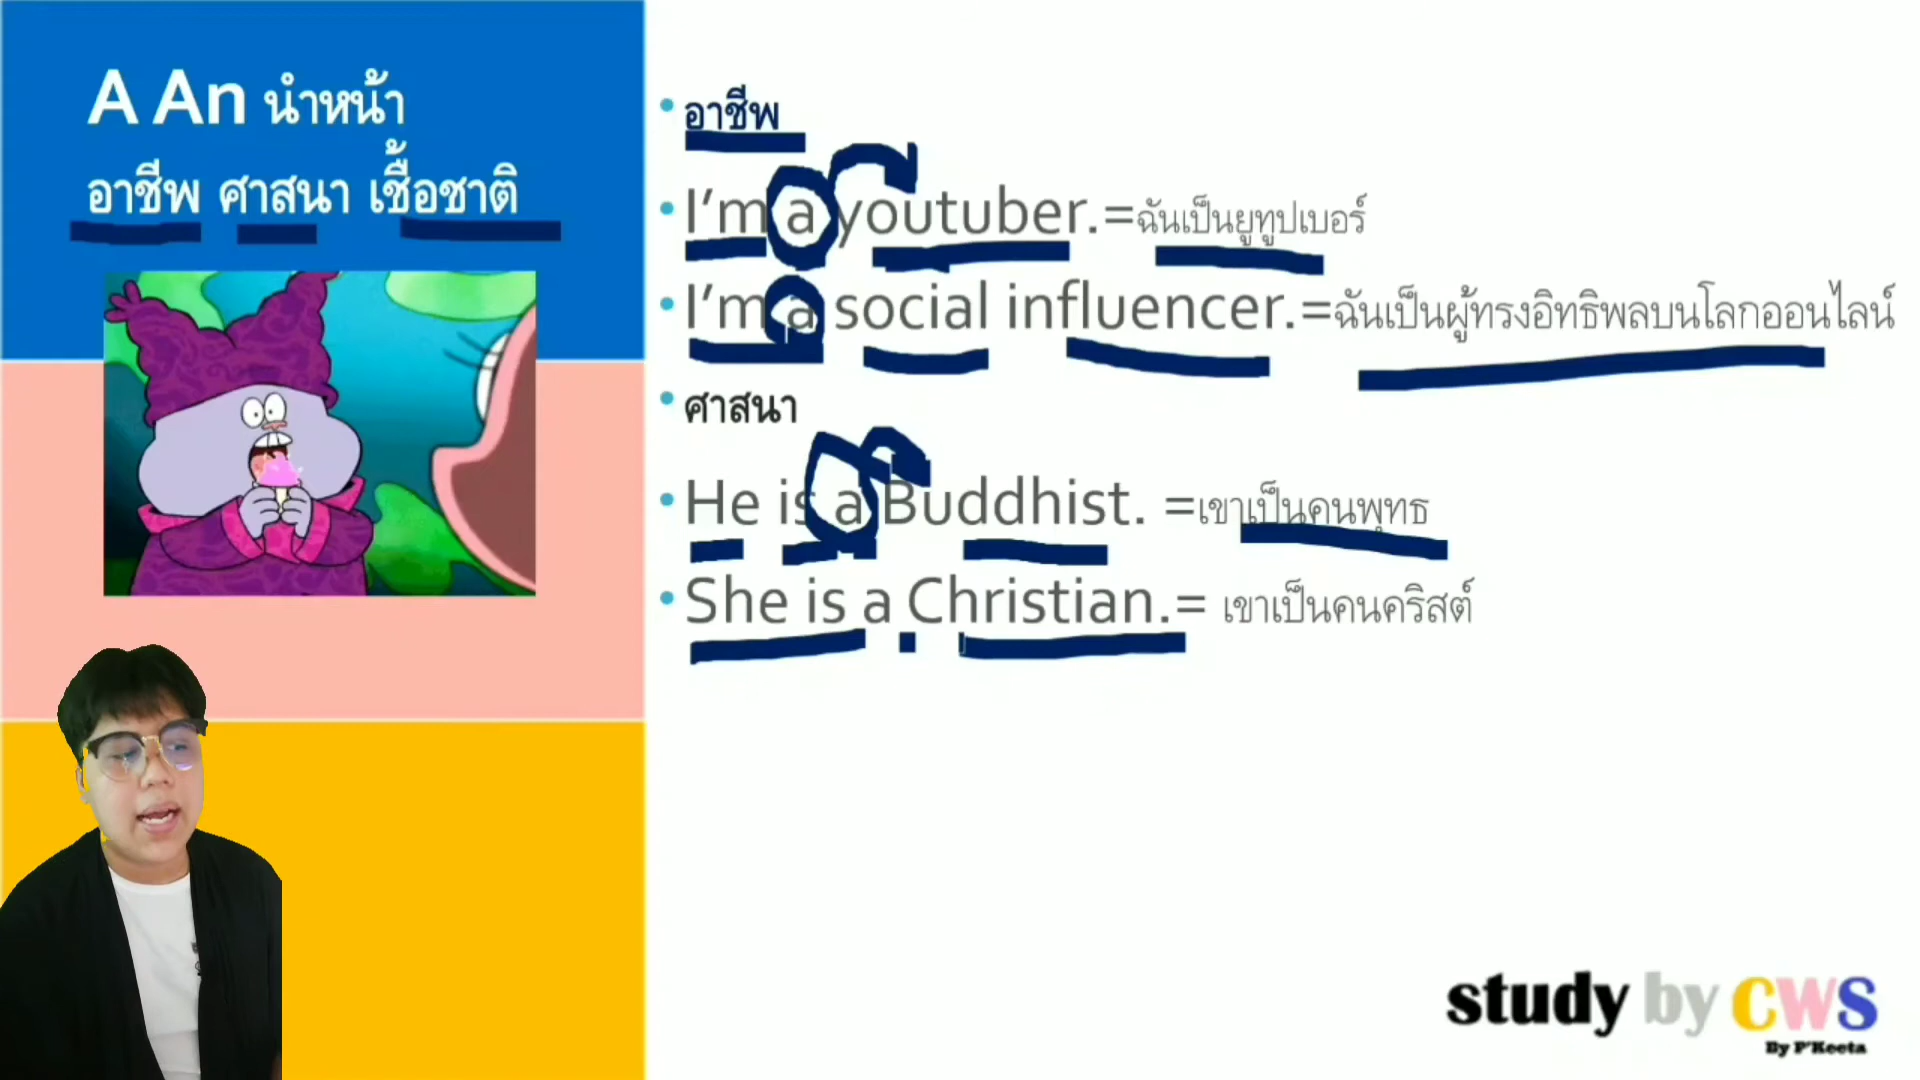 A An นำหน้า
อาชีพ ศาสนา เชื้อชาติ
• อาชีพ
• I'm a youtuber.=ฉันเป็นยูทูปเบอร์
• I'm a social influencer.=ฉันเป็นผู้ทรงอิทธิพลบนโลกออนไลน์
• ศาสนา
• He is a Buddhist. =เขาเป็นคนพุทธ
• She is a Christian.= เขาเป็นคนคริสต์
study by CWS
By P'Keeta